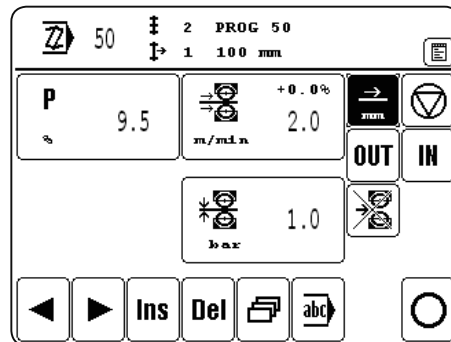 50
2 PROG 50
1 100 mm
P
9.5
%
+0.0%
2.0
m/min
mm
OUT
IN
1.0
bar
Ins
Del
abc